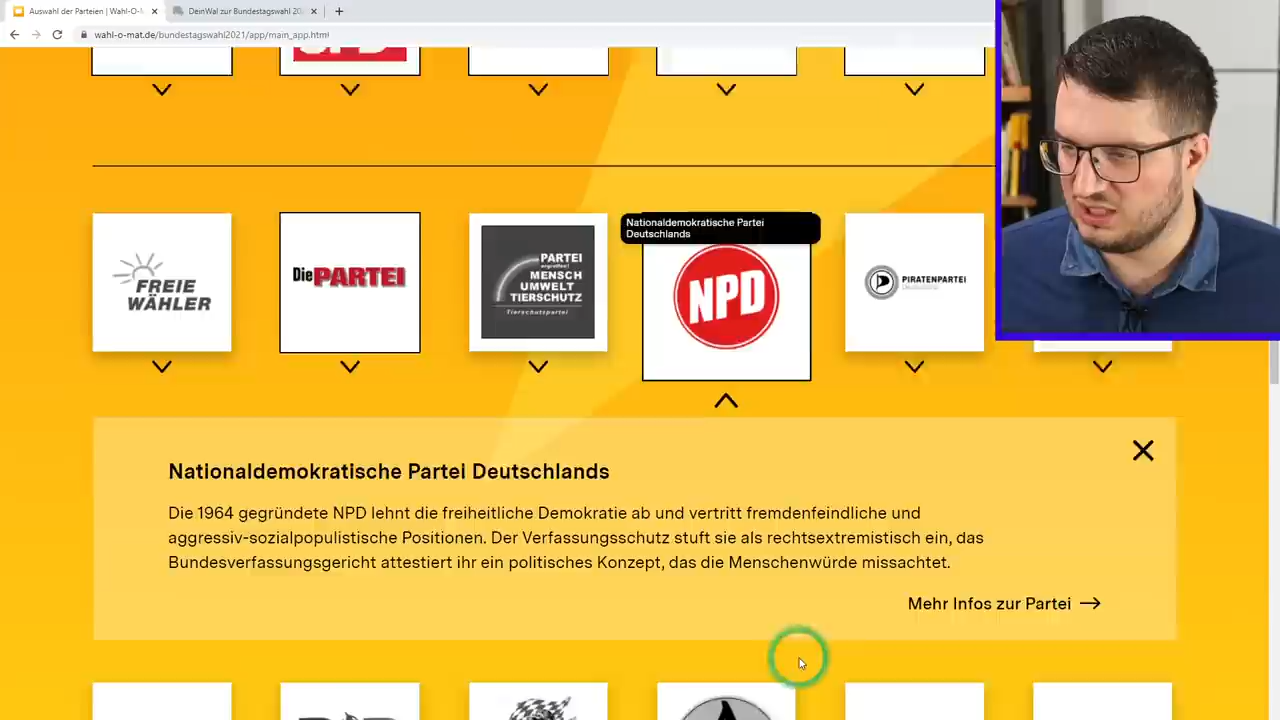 Auswahl der Parteien | Wahl-O-M
DeinWal zur Bundestagswahl 20
wahl-o-mat.de/bundestagswahl2021/app/main_app.html
FREIE
WÄHLER
Die PARTEI
PARTEI
MENSCH
UMWELT
TIERSCHUTZ
Tierschutzpartei
Nationaldemokratische Partei
Deutschlands
NPD
PIRATENPARTEI
Nationaldemokratische Partei Deutschlands
Die 1964 gegründete NPD lehnt die freiheitliche Demokratie ab und vertritt fremdenfeindliche und
aggressiv-sozialpopulistische Positionen. Der Verfassungsschutz stuft sie als rechtsextremistisch ein, das
Bundesverfassungsgericht attestiert ihr ein politisches Konzept, das die Menschenwürde missachtet.
Mehr Infos zur Partei